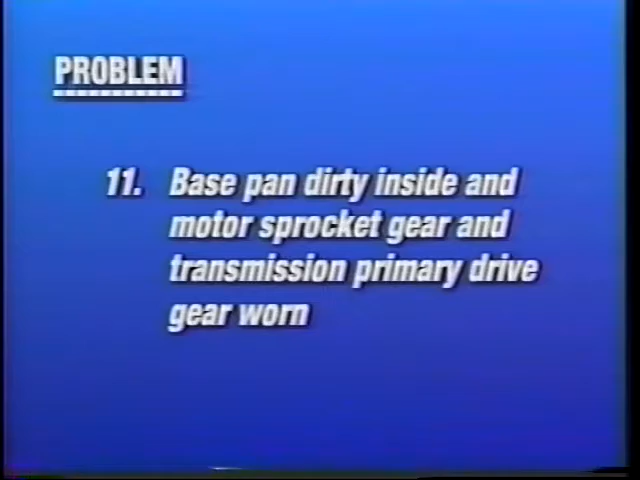 PROBLEM
11. Base pan dirty inside and
motor sprocket gear and
transmission primary drive
gear worn